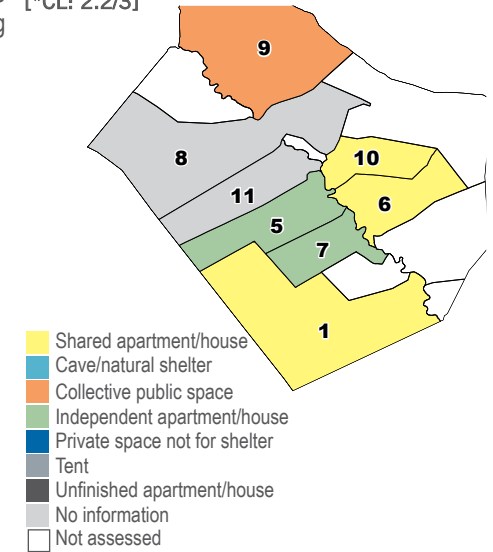 [*CL: 2.2/3]
g
9
8
10
11
6
5
7
1
Shared apartment/house
Cave/natural shelter
Collective public space
Independent apartment/house
Private space not for shelter
Tent
Unfinished apartment/house
No information
Not assessed